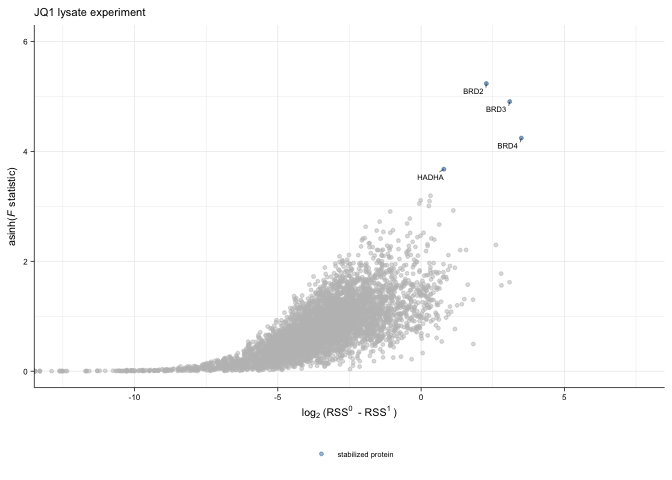 JQ1 lysate experiment
6
4
2
0
asinh(F statistic)
BRD2
BRD3
BRD4
HADHA
-10
-5
0
5
log₂ (RSS⁰ - RSS¹)
stabilized protein